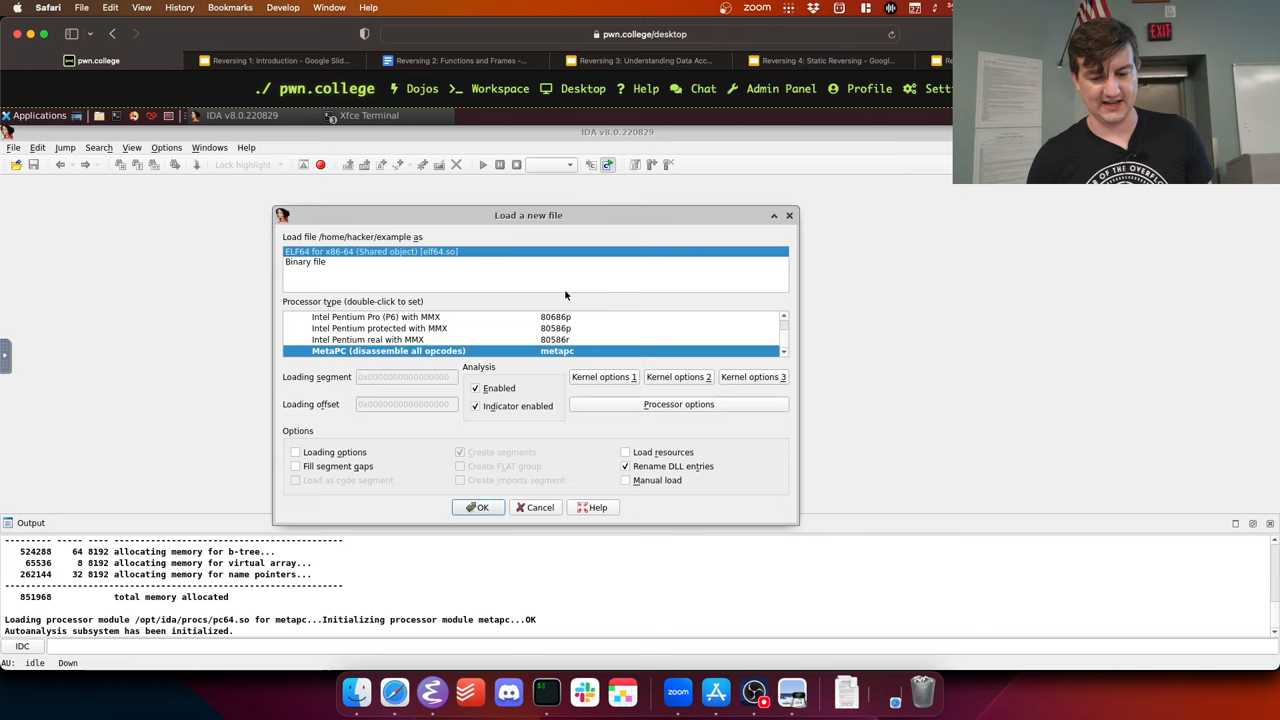 Safari File Edit View History Bookmarks Develop Window Help
zoom
27
pwn.college/desktop
pwn.college
Reversing 1: Introduction - Google Slid...
Reversing 2: Functions and Frames -...
Reversing 3: Understanding Data Acc...
Reversing 4: Static Reversing - Googl...
EXIT
./ pwn.college
Dojos
>_ Workspace
Desktop
Help
Chat
Admin Panel
Profile
Applications
IDA v8.0.220829
Xfce Terminal
IDA v8.0.220829
File Edit Jump Search View Options Windows Help
Lock highlight
Load a new file
Load file /home/hacker/example as
ELF64 for x86-64 (Shared object) [elf64.so]
Binary file
Processor type (double-click to set)
Intel Pentium Pro (P6) with MMX 80686p
Intel Pentium protected with MMX 80586p
Intel Pentium real with MMX 80586r
MetaPC (disassemble all opcodes) metapc
Loading segment 0x0000000000000000
Loading offset 0x0000000000000000
Analysis
Enabled
Indicator enabled
Kernel options 1 Kernel options 2 Kernel options 3
Processor options
Options
Loading options
Fill segment gaps
Load as code segment
Create segments
Create FLAT group
Create imports segment
Load resources
Rename DLL entries
Manual load
OK Cancel Help
Output
--------- ----- ---- -----------------------------------------
524288 64 8192 allocating memory for b-tree...
65536 8 8192 allocating memory for virtual array...
262144 32 8192 allocating memory for name pointers...
-----------------------------------------------------------------
851968 total memory allocated
Loading processor module /opt/ida/procs/pc64.so for metapc...Initializing processor module metapc...OK
Autoanalysis subsystem has been initialized.
IDC
AU: idle Down
zoom